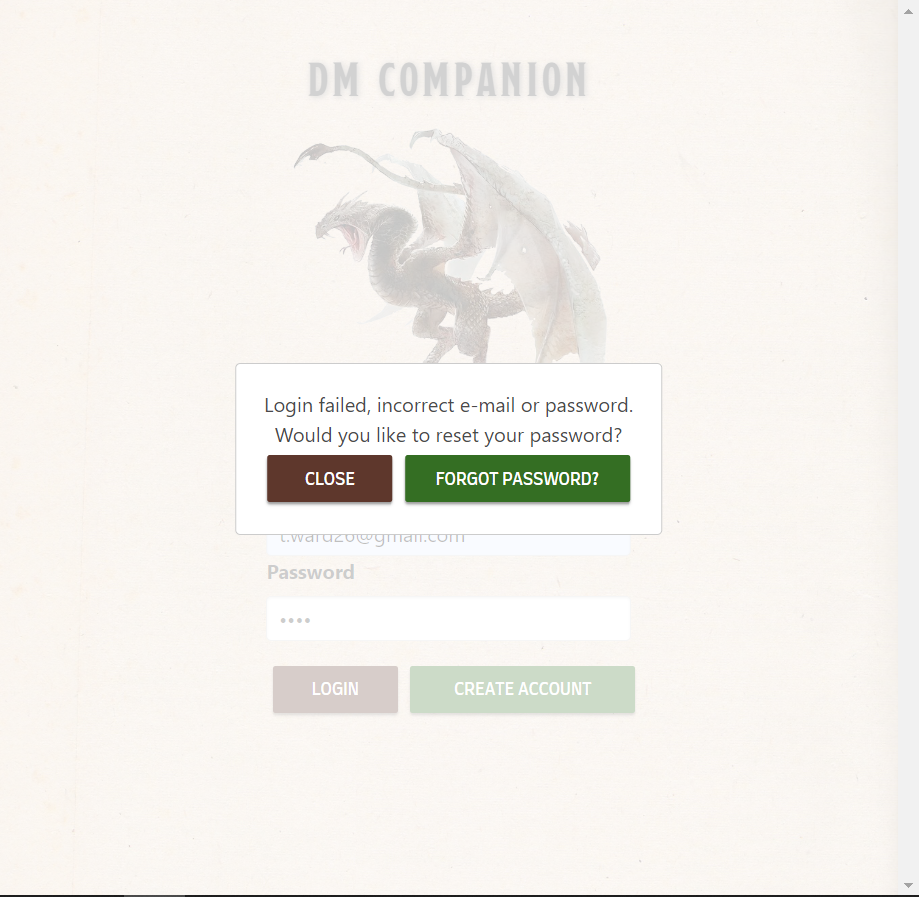 DM COMPANION
Login failed, incorrect e-mail or password.
Would you like to reset your password?
CLOSE FORGOT PASSWORD?
t.ward26@gmail.com
Password
••••
LOGIN CREATE ACCOUNT